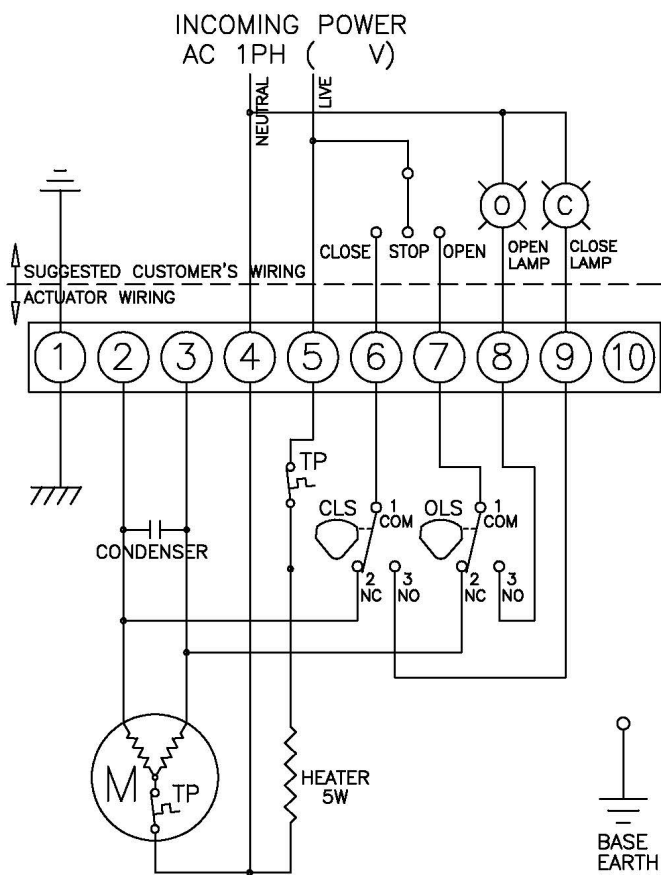 INCOMING POWER
AC 1PH ( V)
NEUTRAL
LIVE
O
C
CLOSE
STOP
OPEN
OPEN
LAMP
CLOSE
LAMP
SUGGESTED CUSTOMER'S WIRING
ACTUATOR WIRING
1 2 3 4 5 6 7 8 9 10
TP
CLS
1
COM
OLS
1
COM
CONDENSER
2
NC
3
NO
2
NC
3
NO
M
TP
HEATER
5W
BASE
EARTH